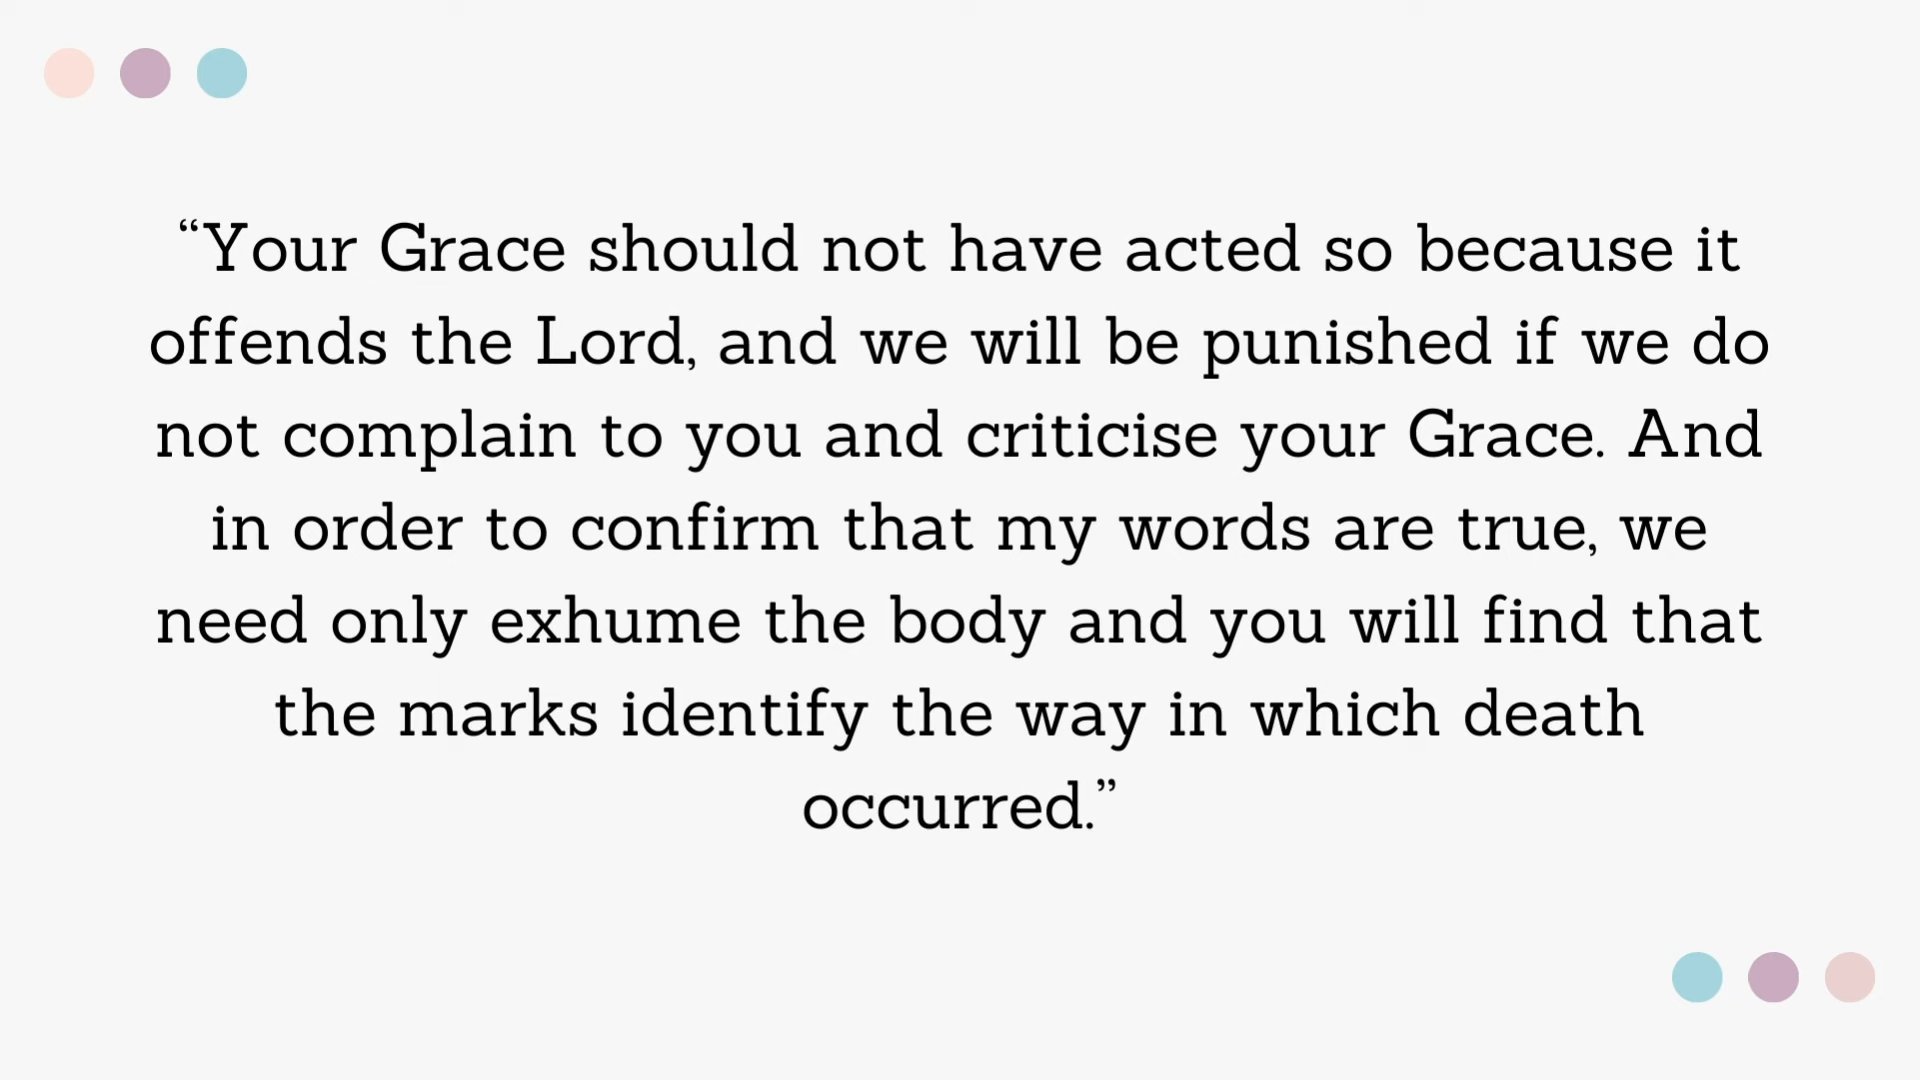 “Your Grace should not have acted so because it
offends the Lord, and we will be punished if we do
not complain to you and criticise your Grace. And
in order to confirm that my words are true, we
need only exhume the body and you will find that
the marks identify the way in which death
occurred.”